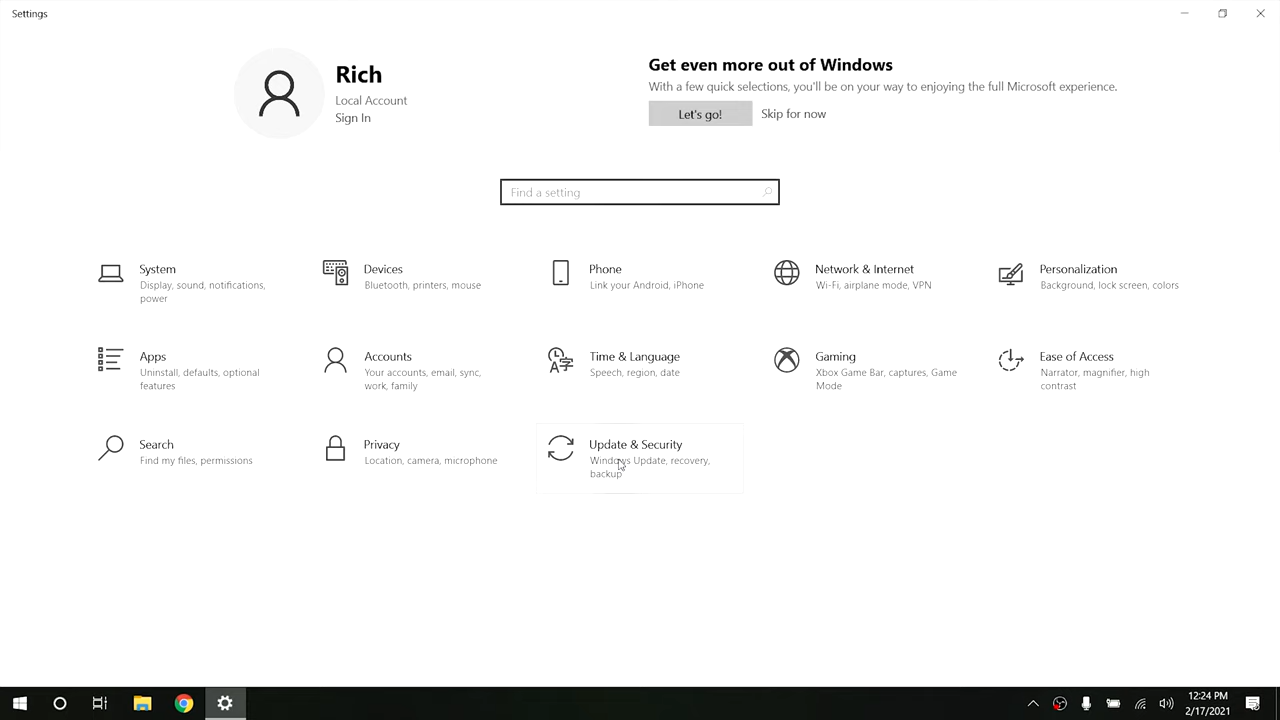 Settings
Rich
Local Account
Sign In
Get even more out of Windows
With a few quick selections, you'll be on your way to enjoying the full Microsoft experience.
Let's go!
Skip for now
Find a setting
System
Display, sound, notifications,
power
Devices
Bluetooth, printers, mouse
Phone
Link your Android, iPhone
Network & Internet
Wi-Fi, airplane mode, VPN
Personalization
Background, lock screen, colors
Apps
Uninstall, defaults, optional
features
Accounts
Your accounts, email, sync,
work, family
Time & Language
Speech, region, date
Gaming
Xbox Game Bar, captures, Game
Mode
Ease of Access
Narrator, magnifier, high
contrast
Search
Find my files, permissions
Privacy
Location, camera, microphone
Update & Security
Windows Update, recovery,
backup
12:24 PM
2/17/2021